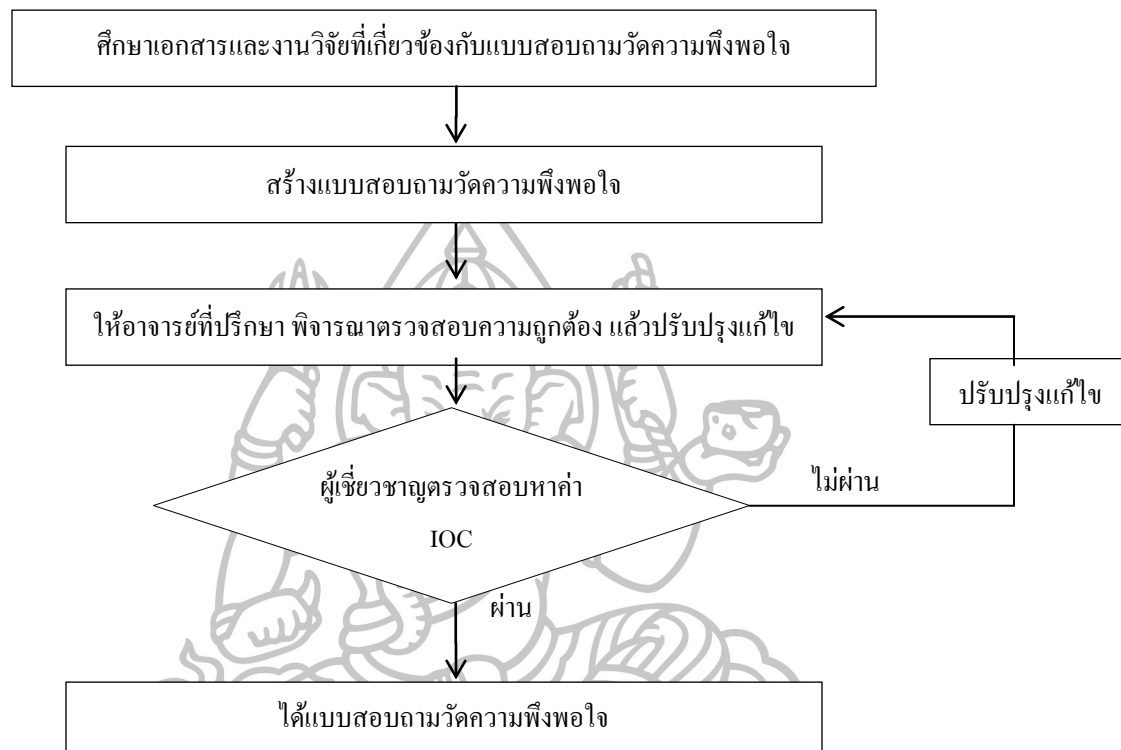 ศึกษาเอกสารและงานวิจัยที่เกี่ยวข้องกับแบบสอบถามวัดความพึงพอใจ
สร้างแบบสอบถามวัดความพึงพอใจ
ให้อาจารย์ที่ปรึกษา พิจารณาตรวจสอบความถูกต้อง แล้วปรับปรุงแก้ไข
ปรับปรุงแก้ไข
ผู้เชี่ยวชาญตรวจสอบหาค่า
IOC
ไม่ผ่าน
ผ่าน
ได้แบบสอบถามวัดความพึงพอใจ